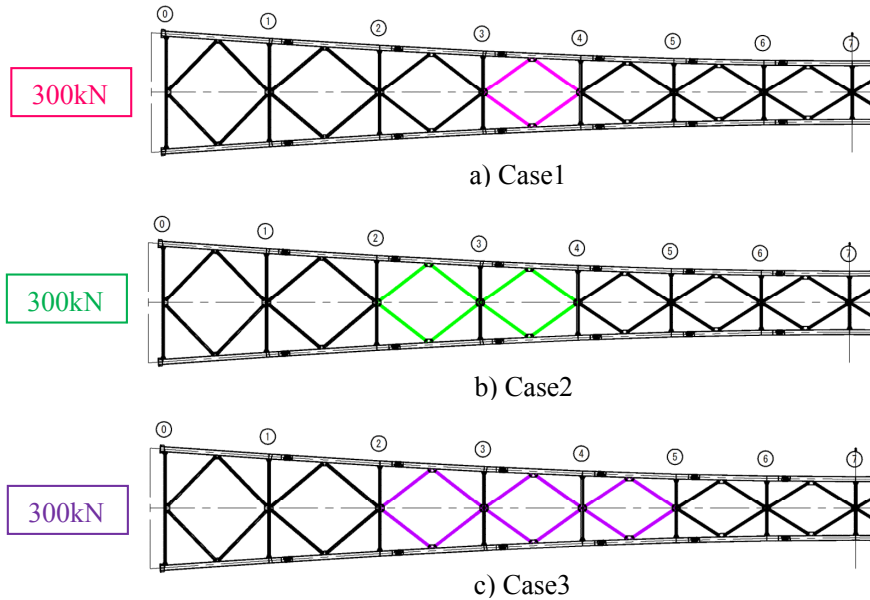 ⓪ ① ② ③ ④ ⑤ ⑥ ⑦
300kN
a) Case1
⓪ ① ② ③ ④ ⑤ ⑥ ⑦
300kN
b) Case2
⓪ ① ② ③ ④ ⑤ ⑥ ⑦
300kN
c) Case3